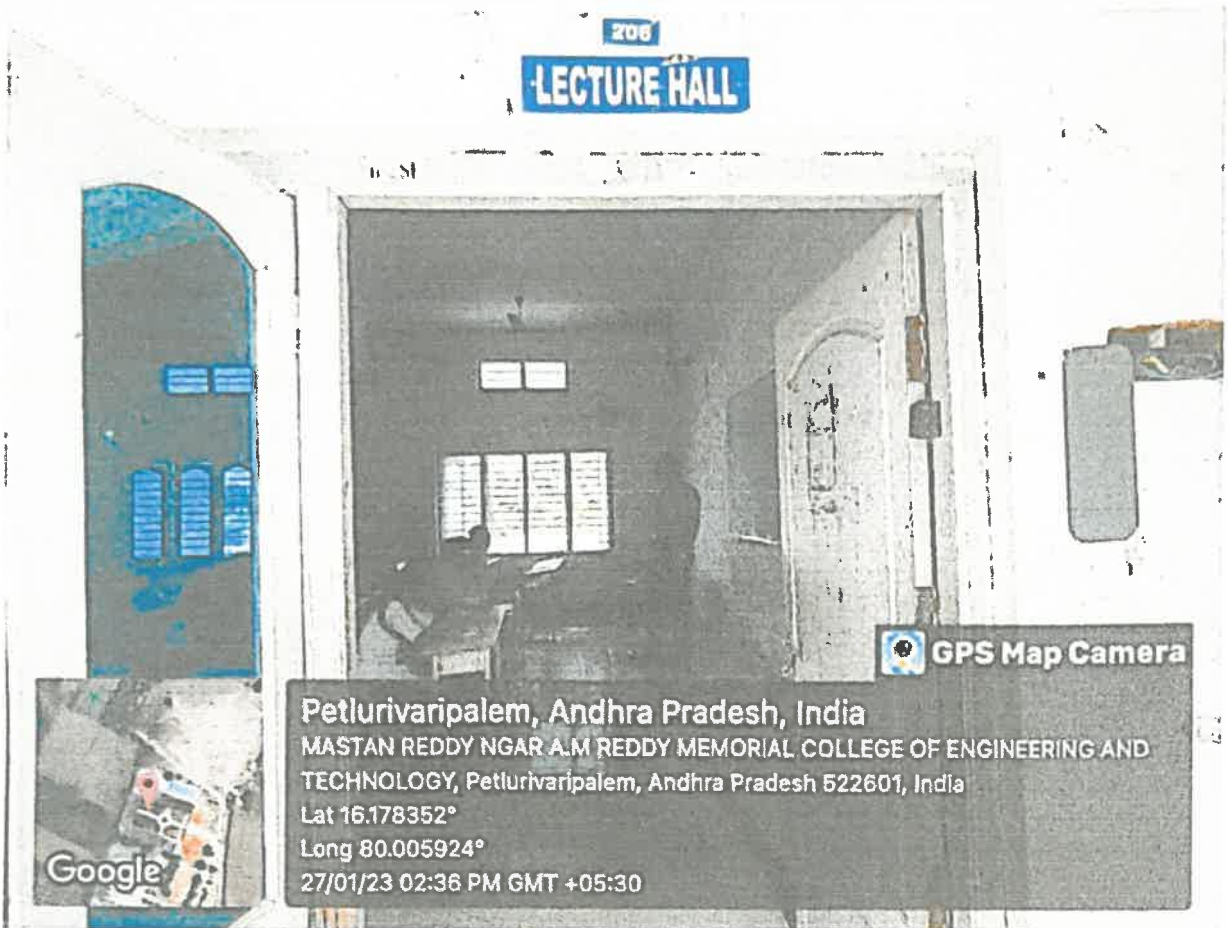 206
LECTURE HALL
GPS Map Camera
Petlurivaripalem, Andhra Pradesh, India
MASTAN REDDY NGAR A.M REDDY MEMORIAL COLLEGE OF ENGINEERING AND
TECHNOLOGY, Petlurivaripalem, Andhra Pradesh 522601, India
Lat 16.178352°
Long 80.005924°
27/01/23 02:36 PM GMT +05:30
Google